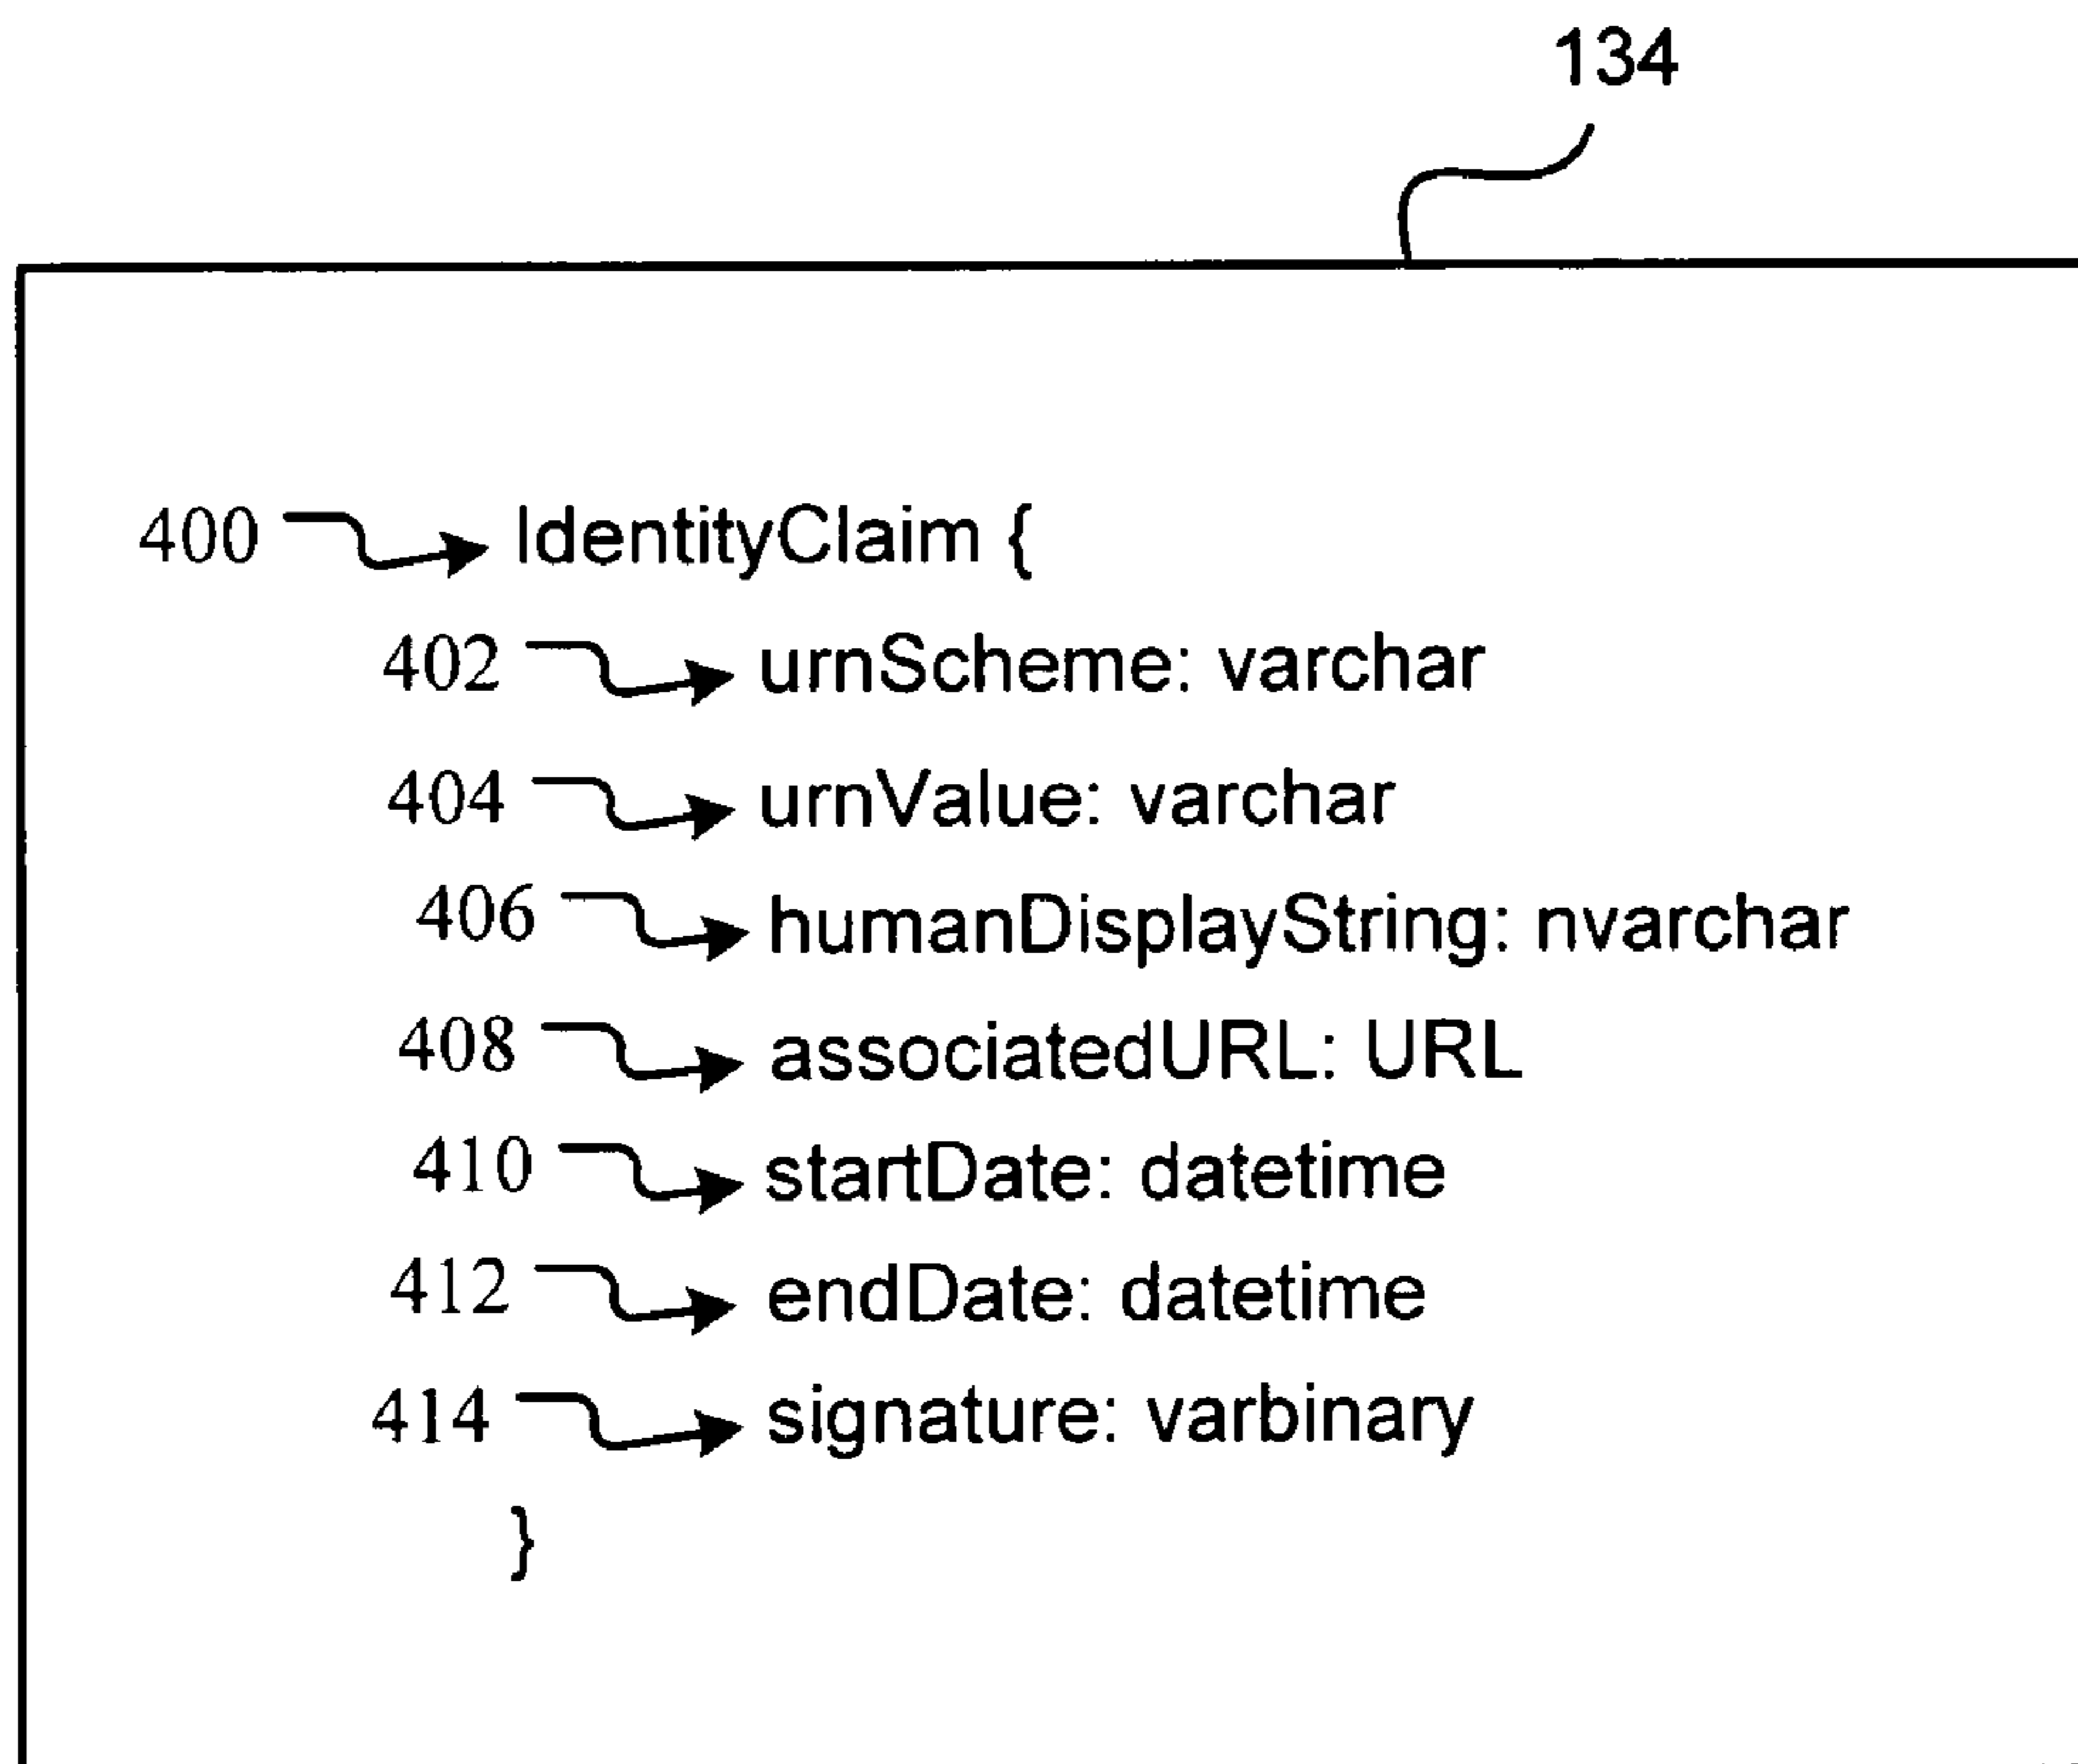 134
400 IdentityClaim {
402 urnScheme: varchar
404 urnValue: varchar
406 humanDisplayString: nvarchar
408 associatedURL: URL
410 startDate: datetime
412 endDate: datetime
414 signature: varbinary
}